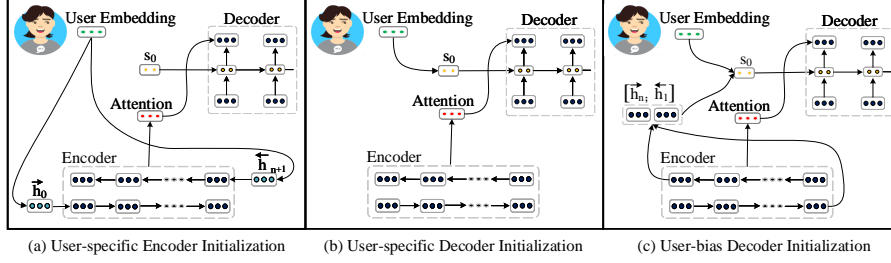 User Embedding
Decoder
s0
Attention
Encoder
h0
hn+1
(a) User-specific Encoder Initialization
User Embedding
Decoder
s0
Attention
Encoder
(b) User-specific Decoder Initialization
User Embedding
Decoder
s0
[hn; h1]
Attention
Encoder
(c) User-bias Decoder Initialization